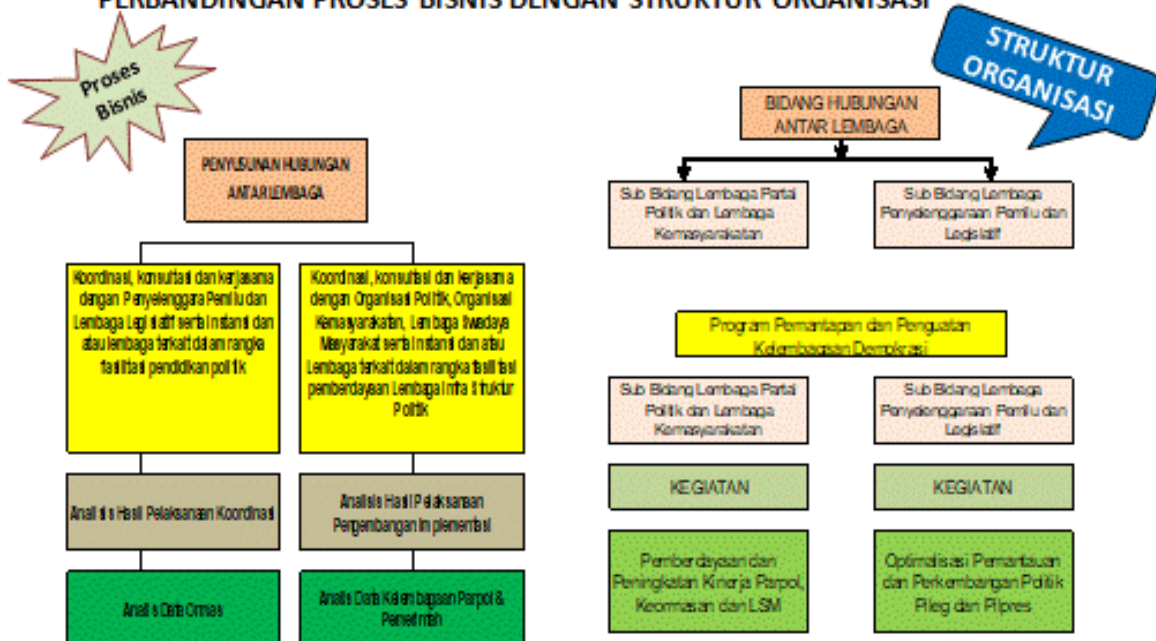 PERBANDINGAN PROSES BISNIS DENGAN STRUKTUR ORGANISASI
Proses
Bisnis
STRUKTUR
ORGANISASI
PENYUSUNAN HUBUNGAN
ANTAR LEMBAGA
Koordinasi, konsultasi dan kerjasama
dengan Penyelenggara Pemilu dan
Lembaga Legislatif serta Instansi dan
atau lembaga terkait dalam rangka
fasilitasi pendidikan politik
Koordinasi, konsultasi dan kerjasama
dengan Organisasi Politik, Organisasi
Kemasyarakatan, Lembaga Swadaya
Masyarakat serta Instansi dan atau
Lembaga terkait dalam rangka fasilitasi
pemberdayaan Lembaga Infra Struktur
Politik
Analisis Hasil Pelaksanaan Koordinasi
Analisis Hasil Pelaksanaan
Pengembangan Implementasi
Analis Data Ormas
Analis Data Kelembagaan Parpol &
Pemerintah
BIDANG HUBUNGAN
ANTAR LEMBAGA
Sub Bidang Lembaga Partai
Politik dan Lembaga
Kemasyarakatan
Sub Bidang Lembaga
Penyelenggaraan Pemilu dan
Legislatif
Program Pemantapan dan Penguatan
Kelembagaan Demokrasi
Sub Bidang Lembaga Partai
Politik dan Lembaga
Kemasyarakatan
Sub Bidang Lembaga
Penyelenggaraan Pemilu dan
Legislatif
KEGIATAN
KEGIATAN
Pemberdayaan dan
Peningkatan Kinerja Parpol,
Keormasan dan LSM
Optimalisasi Pemantauan
dan Perkembangan Politik
Pileg dan Pilpres